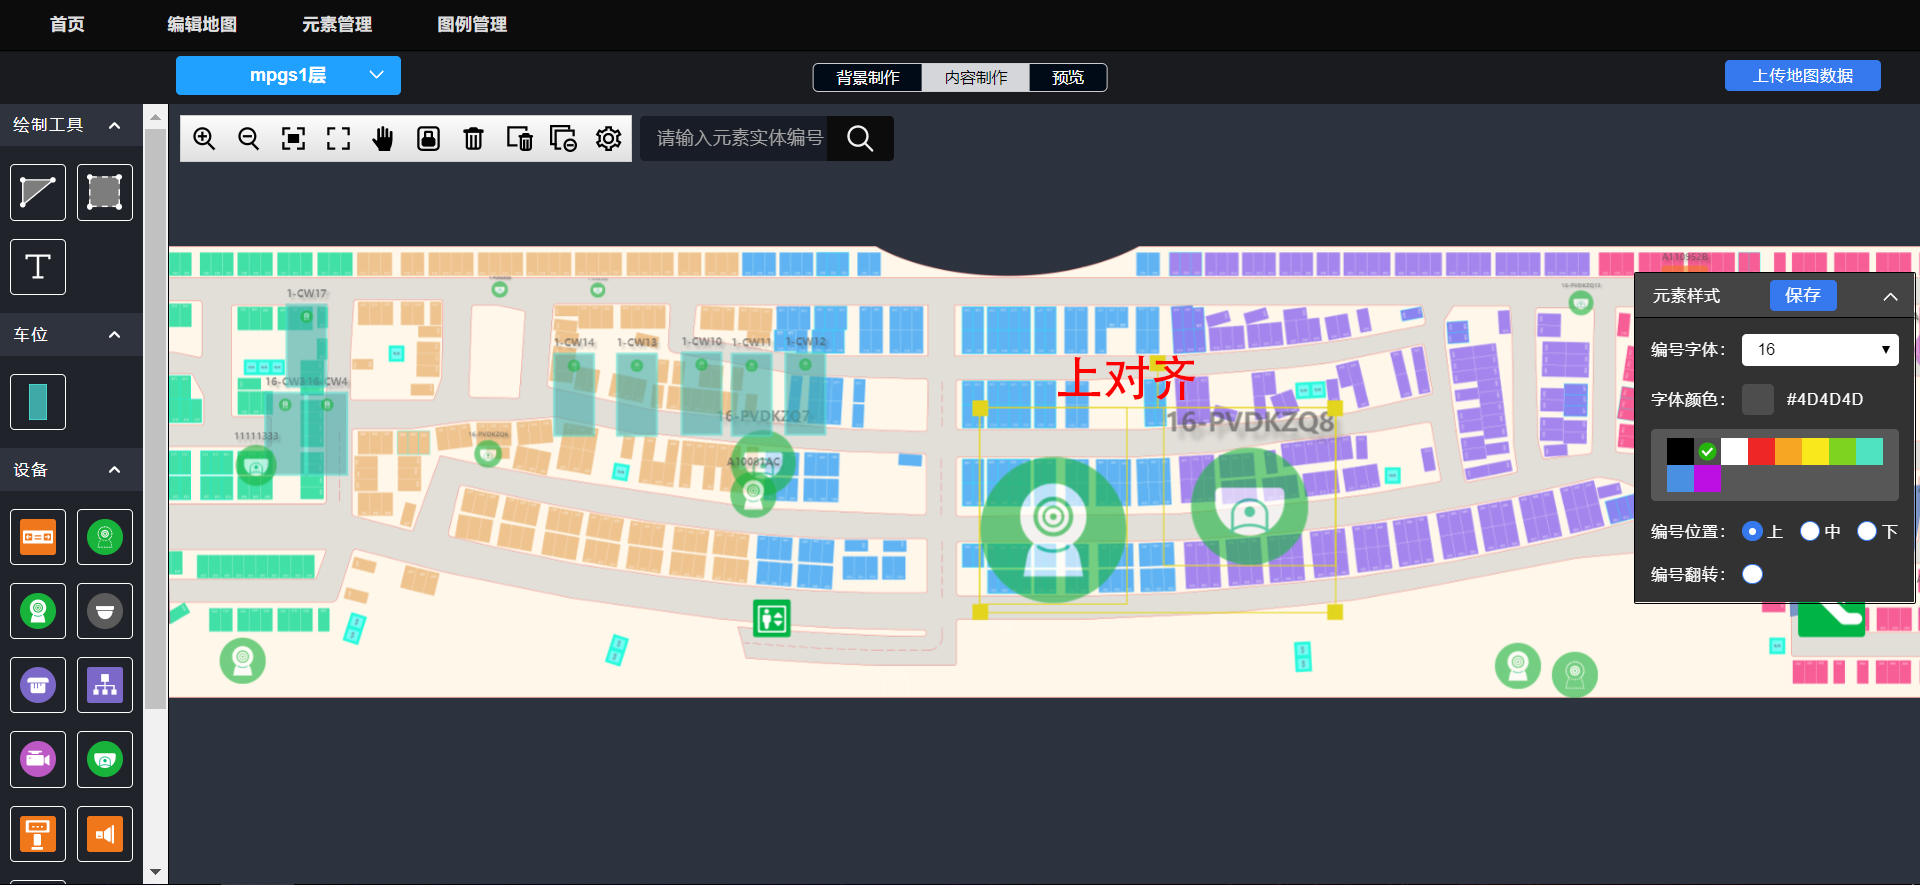 首页 编辑地图 元素管理 图例管理
mpgs1层 背景制作 内容制作 预览 上传地图数据
绘制工具
请输入元素实体编号
车位
设备
A110952B
1-CW17
1-CW14 1-CW13 1-CW10 1-CW11 1-CW12
16-CW3 16-CW4
上对齐
16-PVDKZQ7
16-PVDKZQ8
11111333
16-PVDKZQ6
A10081AC
16-PVDKZQ13
元素样式 保存
编号字体： 16
字体颜色： #4D4D4D
编号位置： 上 中 下
编号翻转：